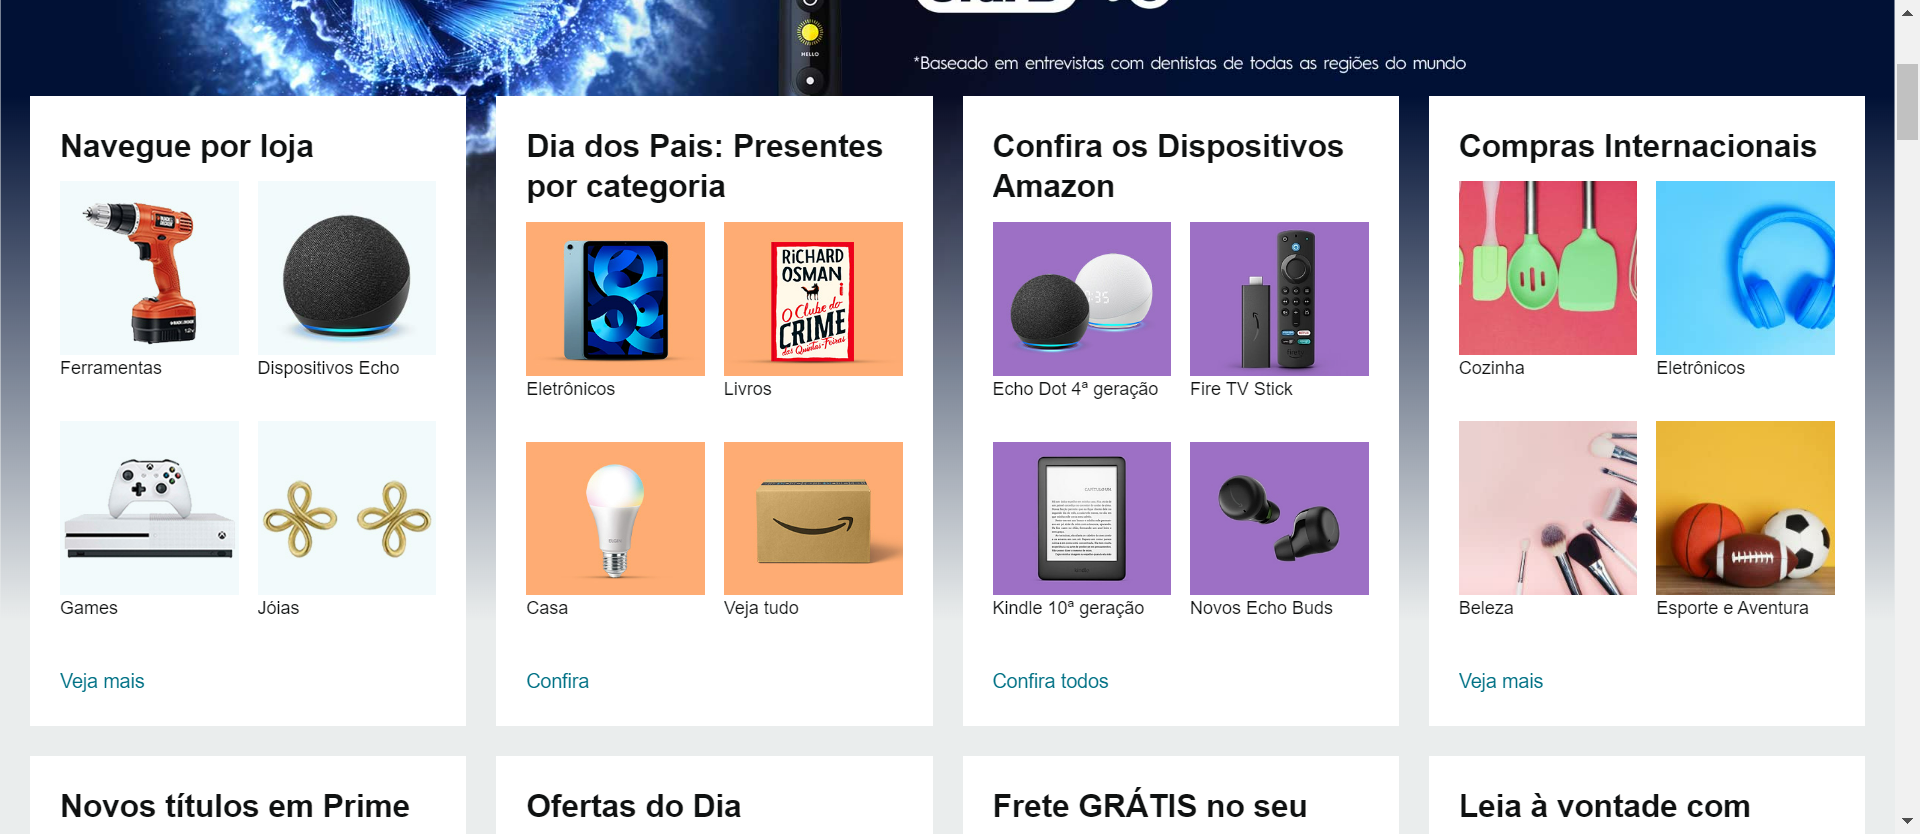 HELLO
*Baseado em entrevistas com dentistas de todas as regiões do mundo
Navegue por loja
Ferramentas
Dispositivos Echo
Games
Jóias
Veja mais
Dia dos Pais: Presentes
por categoria
RiCHARD
OSMAN
O Clube do
CRIME
das Quintas-Feiras
Eletrônicos
Livros
Casa
Veja tudo
Confira
Confira os Dispositivos
Amazon
Echo Dot 4ª geração
Fire TV Stick
Kindle 10ª geração
Novos Echo Buds
Confira todos
Compras Internacionais
Cozinha
Eletrônicos
Beleza
Esporte e Aventura
Veja mais
Novos títulos em Prime
Ofertas do Dia
Frete GRÁTIS no seu
Leia à vontade com